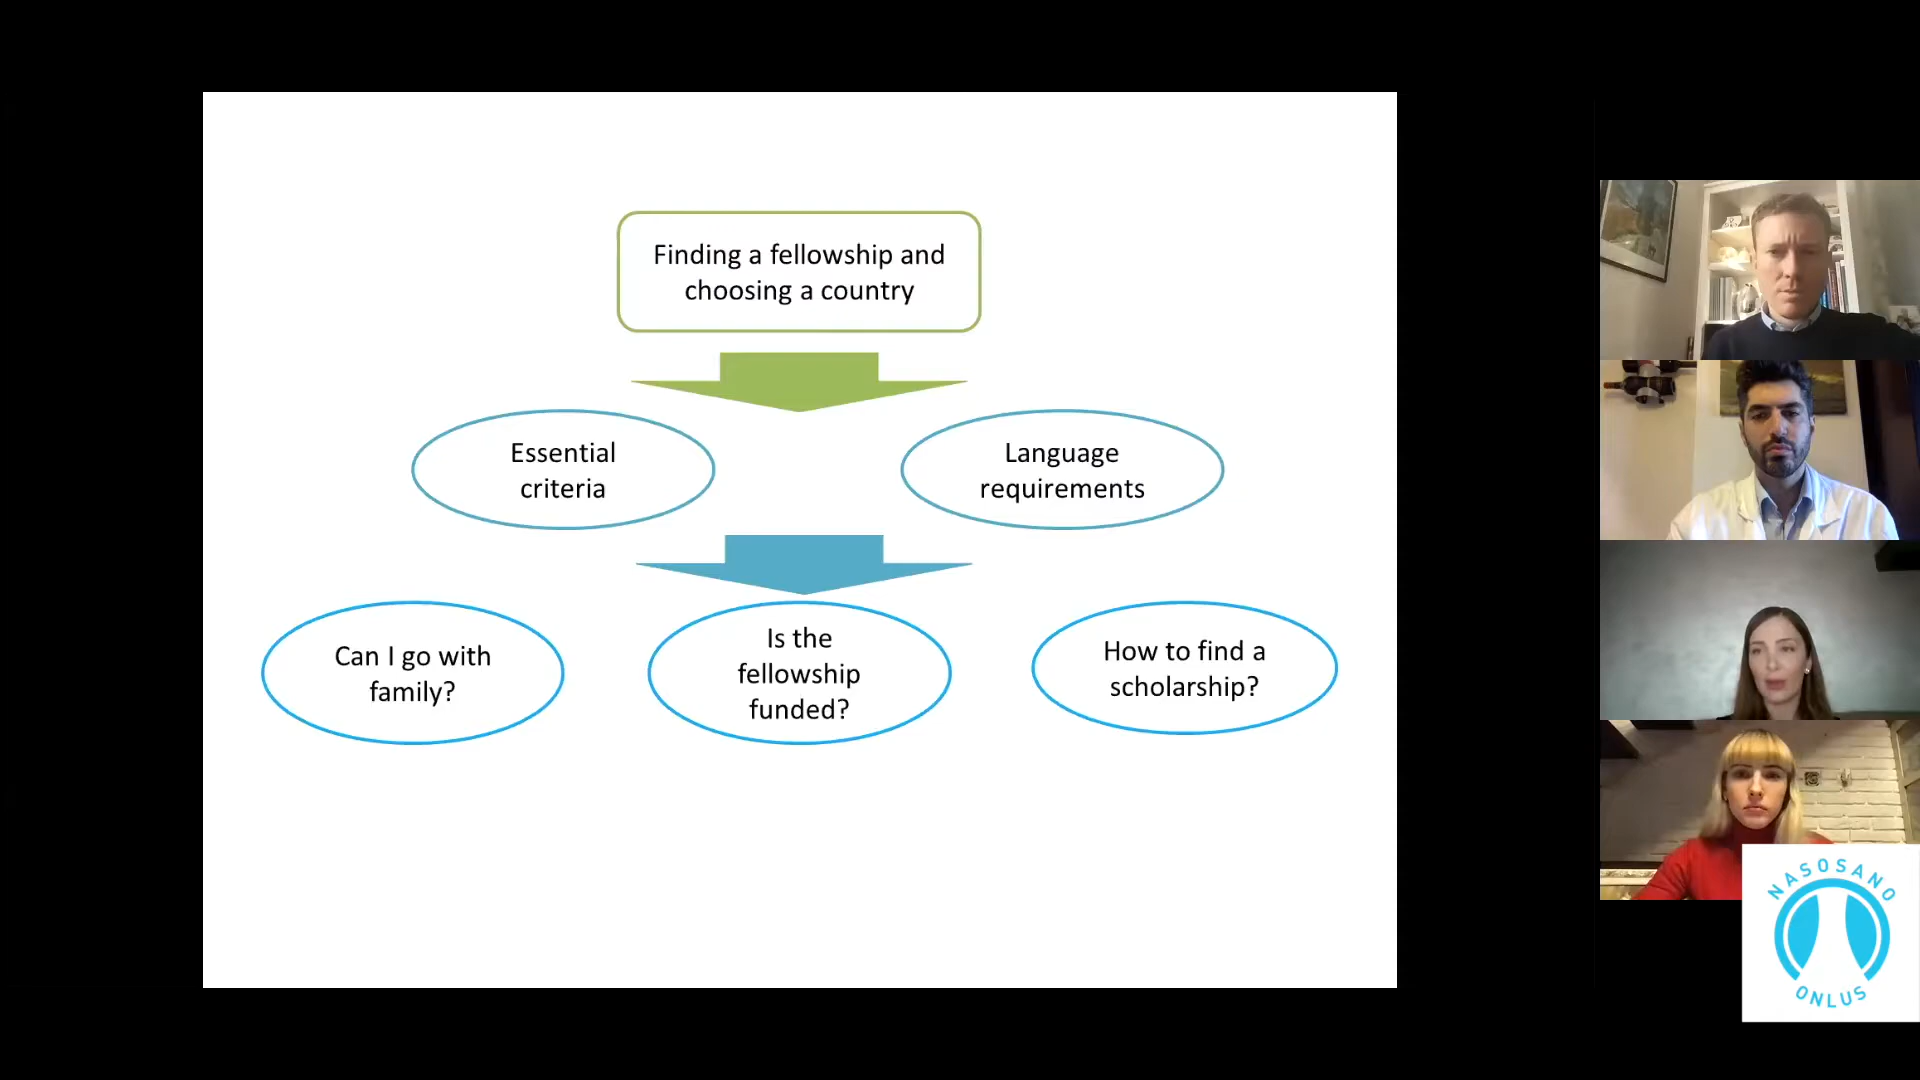 Finding a fellowship and
choosing a country
Essential
criteria
Language
requirements
Can I go with
family?
Is the
fellowship
funded?
How to find a
scholarship?
NASOSANO
ONLUS